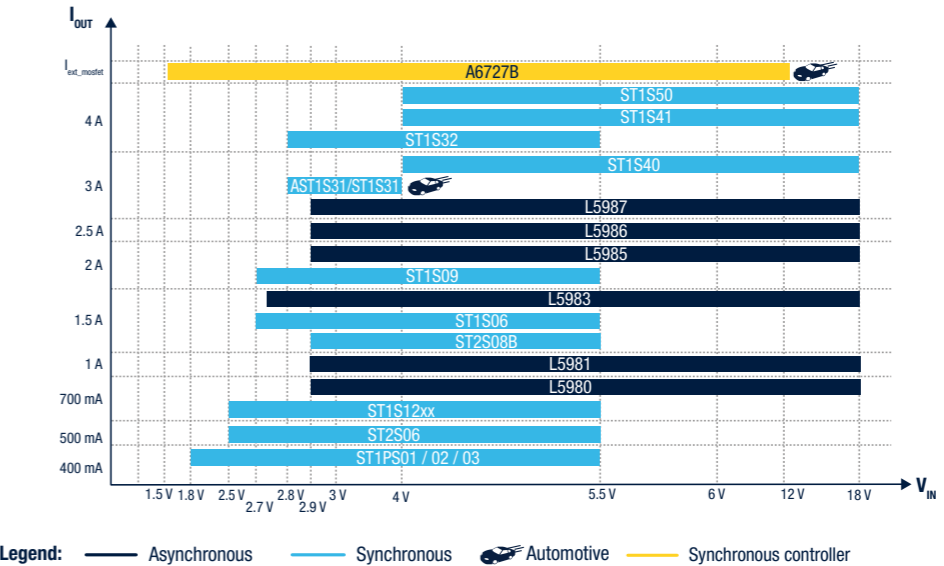 IOUT
Iext_mosfet
A6727B
ST1S50
4 A
ST1S41
ST1S32
ST1S40
3 A
AST1S31/ST1S31
L5987
2.5 A
L5986
2 A
L5985
ST1S09
L5983
1.5 A
ST1S06
ST2S08B
1 A
L5981
L5980
700 mA
ST1S12xx
500 mA
ST2S06
400 mA
ST1PS01 / 02 / 03
1.5 V 1.8 V 2.5 V 2.8 V 3 V 4 V 5.5 V 6 V 12 V 18 V VIN
2.7 V 2.9 V
Legend: Asynchronous Synchronous Automotive Synchronous controller